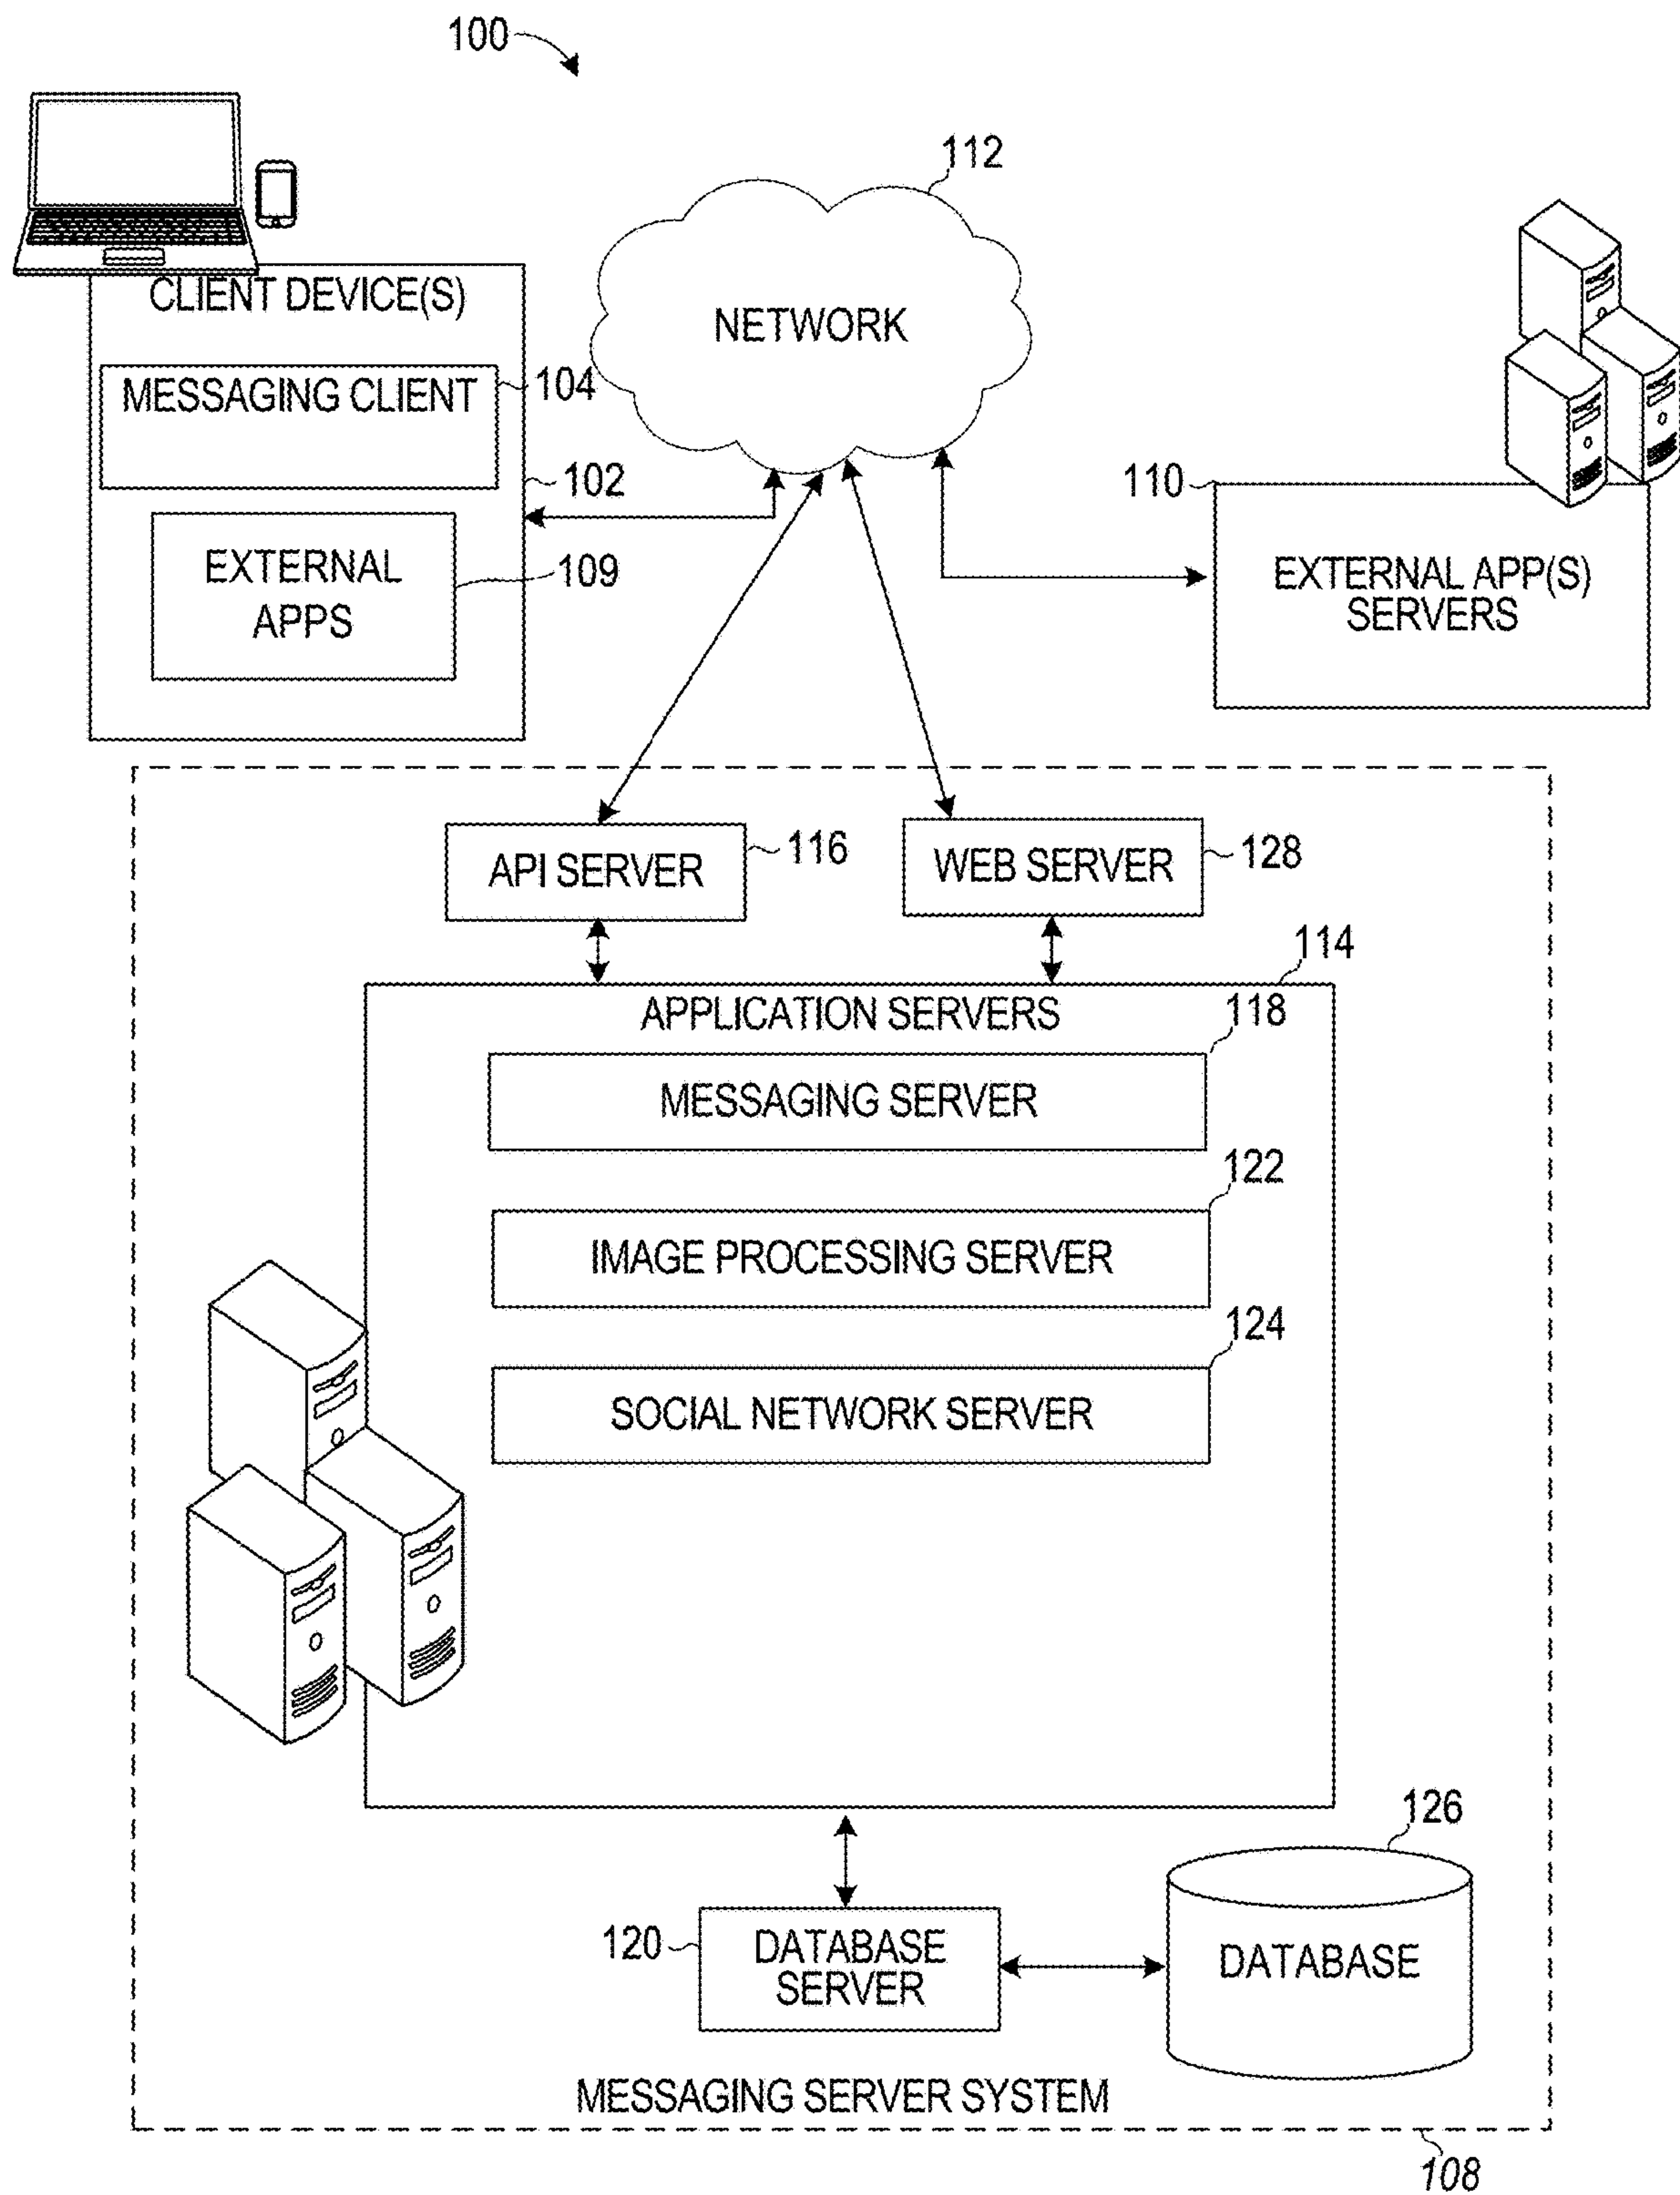 100
112
CLIENT DEVICE(S)
NETWORK
MESSAGING CLIENT
104
102
110
EXTERNAL
APPS
109
EXTERNAL APP(S)
SERVERS
API SERVER
116
WEB SERVER
128
114
APPLICATION SERVERS
118
MESSAGING SERVER
122
IMAGE PROCESSING SERVER
124
SOCIAL NETWORK SERVER
126
120
DATABASE
SERVER
DATABASE
MESSAGING SERVER SYSTEM
108